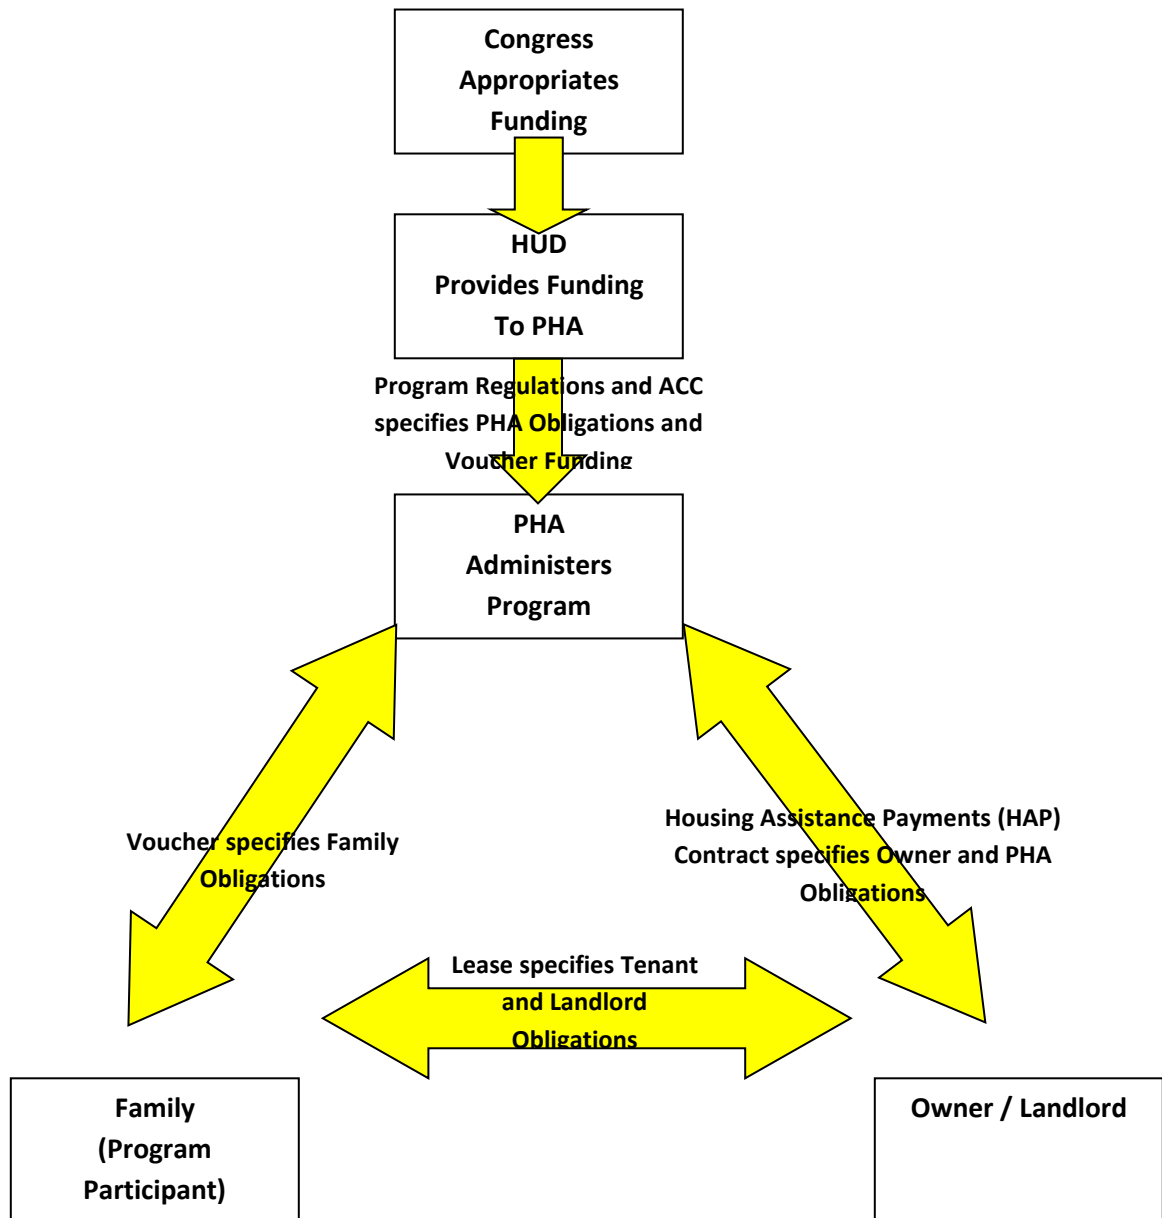 Congress
Appropriates
Funding
HUD
Provides Funding
To PHA
Program Regulations and ACC
specifies PHA Obligations and
Voucher Funding
PHA
Administers
Program
Voucher specifies Family
Obligations
Housing Assistance Payments (HAP)
Contract specifies Owner and PHA
Obligations
Lease specifies Tenant
and Landlord
Obligations
Family
(Program
Participant)
Owner / Landlord